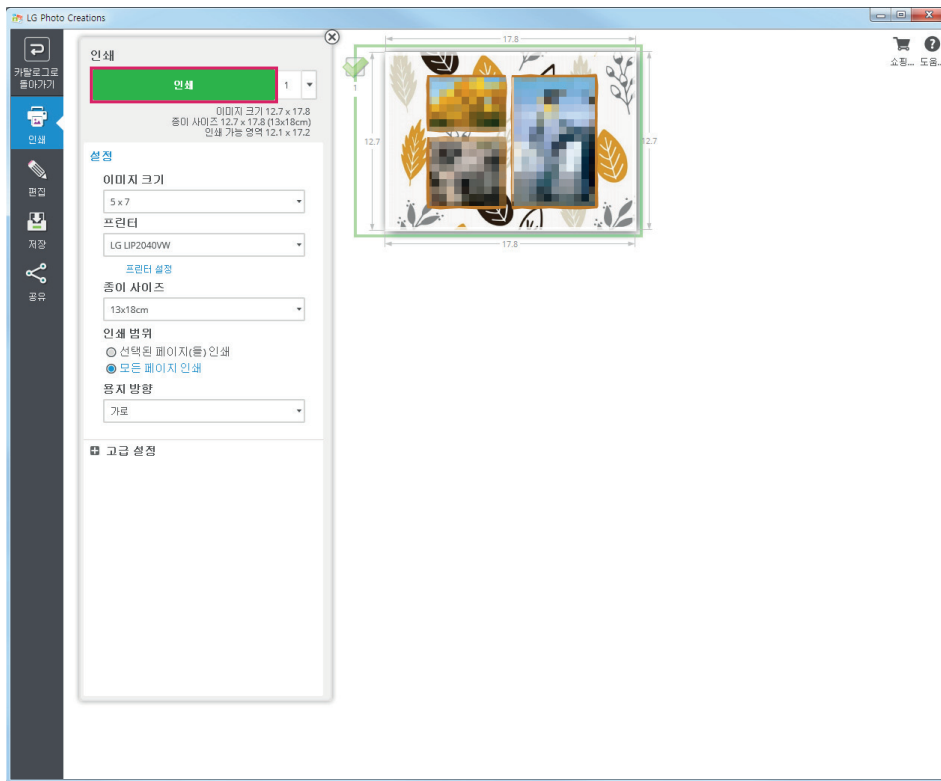 LG Photo Creations
카탈로그로
돌아가기
인쇄
편집
저장
공유
인쇄
인쇄
1
이미지 크기 12.7 x 17.8
종이 사이즈 12.7 x 17.8 (13x18cm)
인쇄 가능 영역 12.1 x 17.2
설정
이미지 크기
5 x 7
프린터
LG LIP2040VW
프린터 설정
종이 사이즈
13x18cm
인쇄 범위
선택된 페이지(들) 인쇄
모든 페이지 인쇄
용지 방향
가로
고급 설정
17.8
1
12.7
12.7
17.8
쇼핑... 도움..